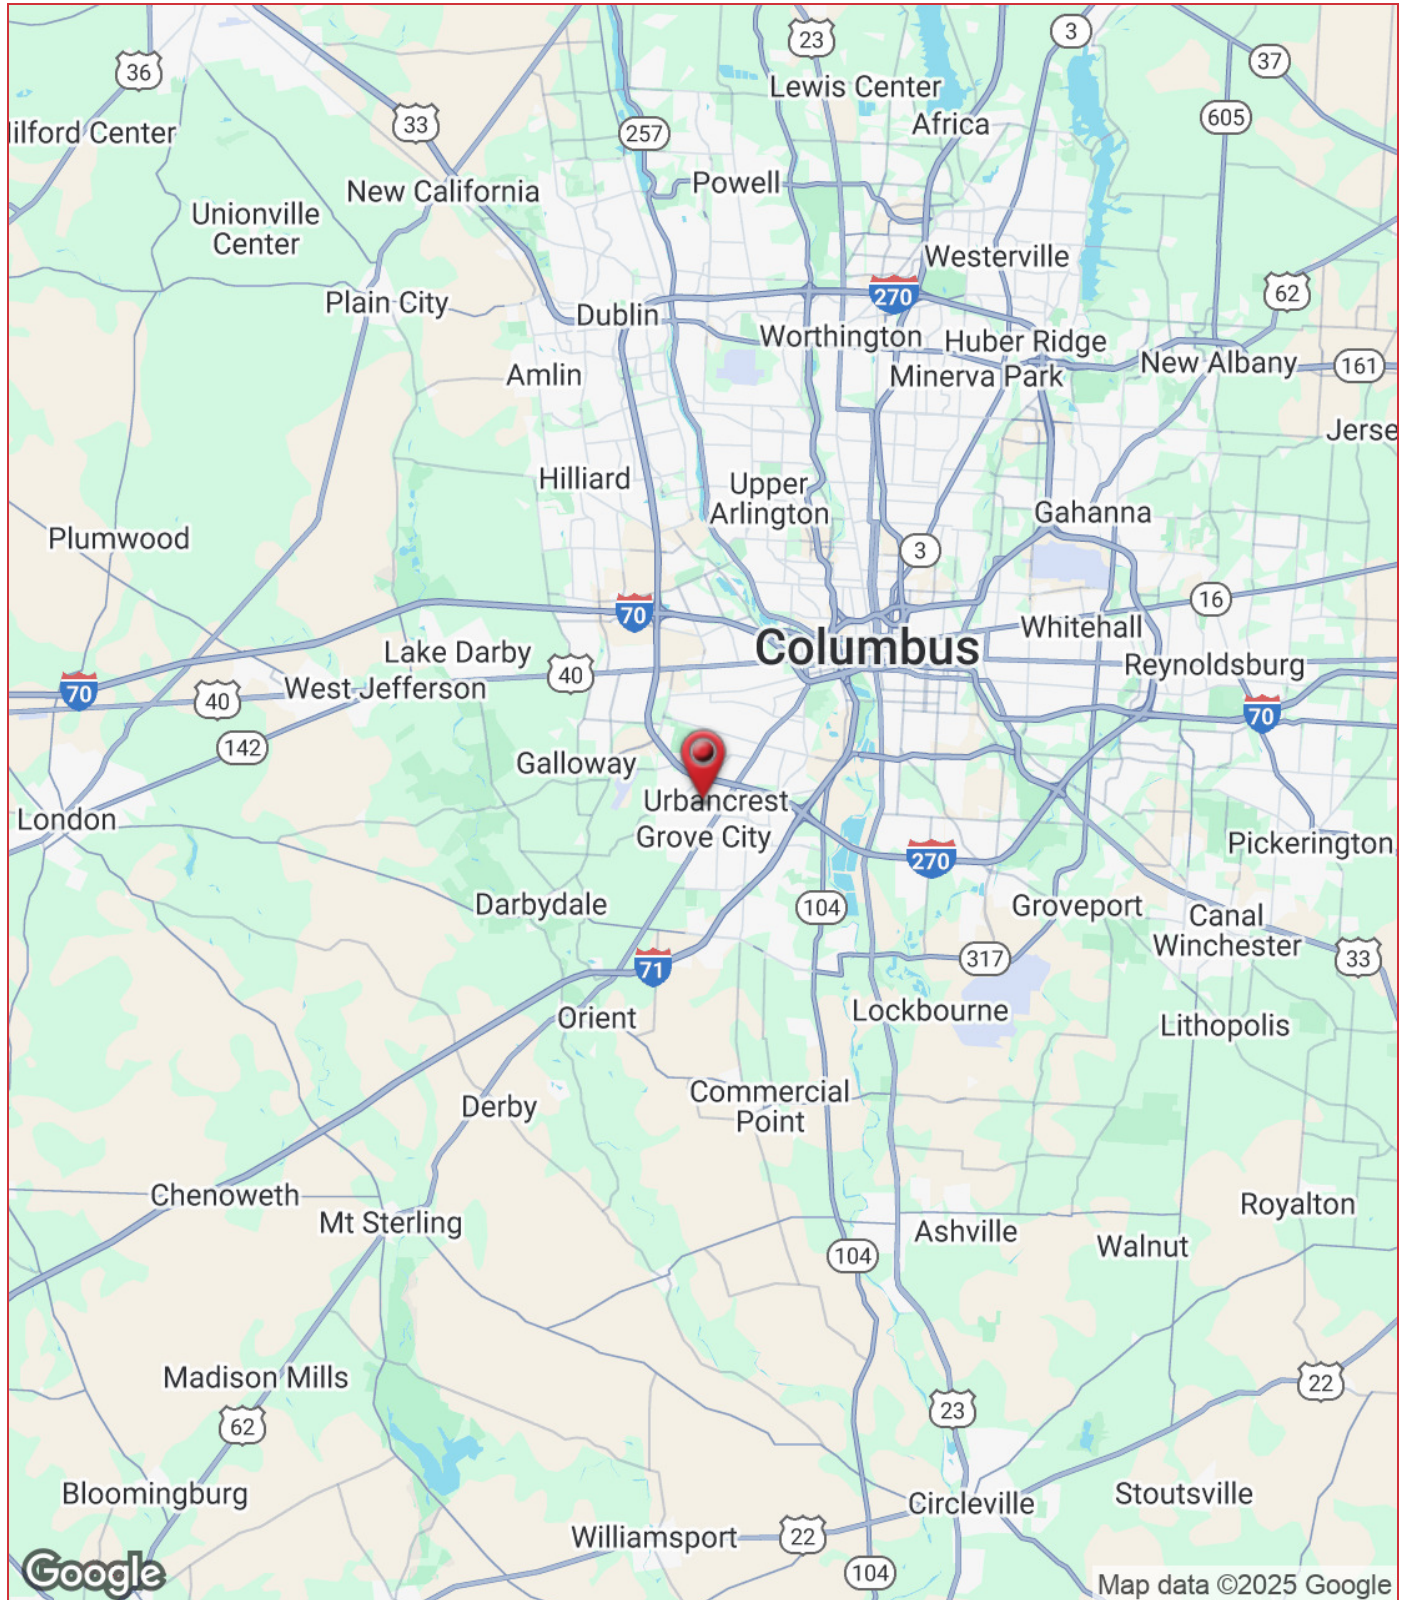 23
3
37
36
Lewis Center
605
33
Africa
ilford Center
257
Powell
New California
Unionville
Center
Westerville
270
62
Plain City
Dublin
Worthington
Huber Ridge
New Albany
161
Amlin
Minerva Park
Jerse
Hilliard
Upper
Arlington
Gahanna
Plumwood
3
16
70
Whitehall
Columbus
Lake Darby
Reynoldsburg
40
70
40
West Jefferson
70
142
Galloway
Urbancrest
London
Grove City
Pickerington
270
Darbydale
104
Groveport
Canal
Winchester
71
317
33
Orient
Lockbourne
Lithopolis
Commercial
Point
Derby
Chenoweth
Mt Sterling
Royalton
Ashville
Walnut
104
Madison Mills
22
62
23
Bloomingburg
Circleville
Stoutsville
Williamsport
22
104
Google
Map data ©2025 Google